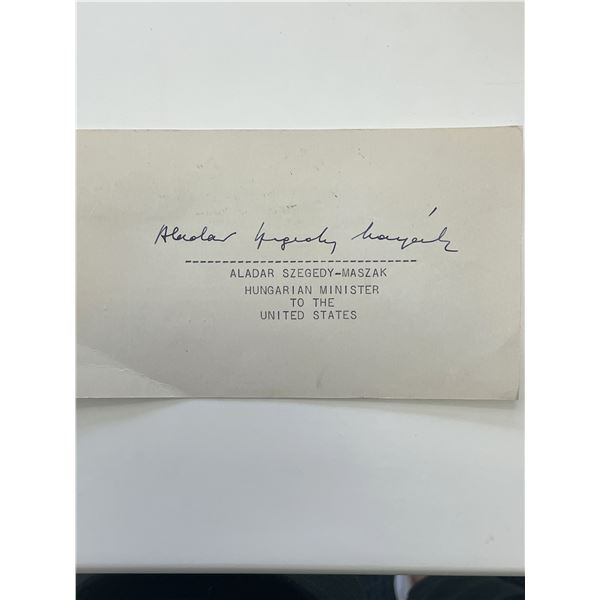 Aladar Szegedy Maszák
--------------------------------
ALADAR SZEGEDY-MASZAK
HUNGARIAN MINISTER
TO THE
UNITED STATES